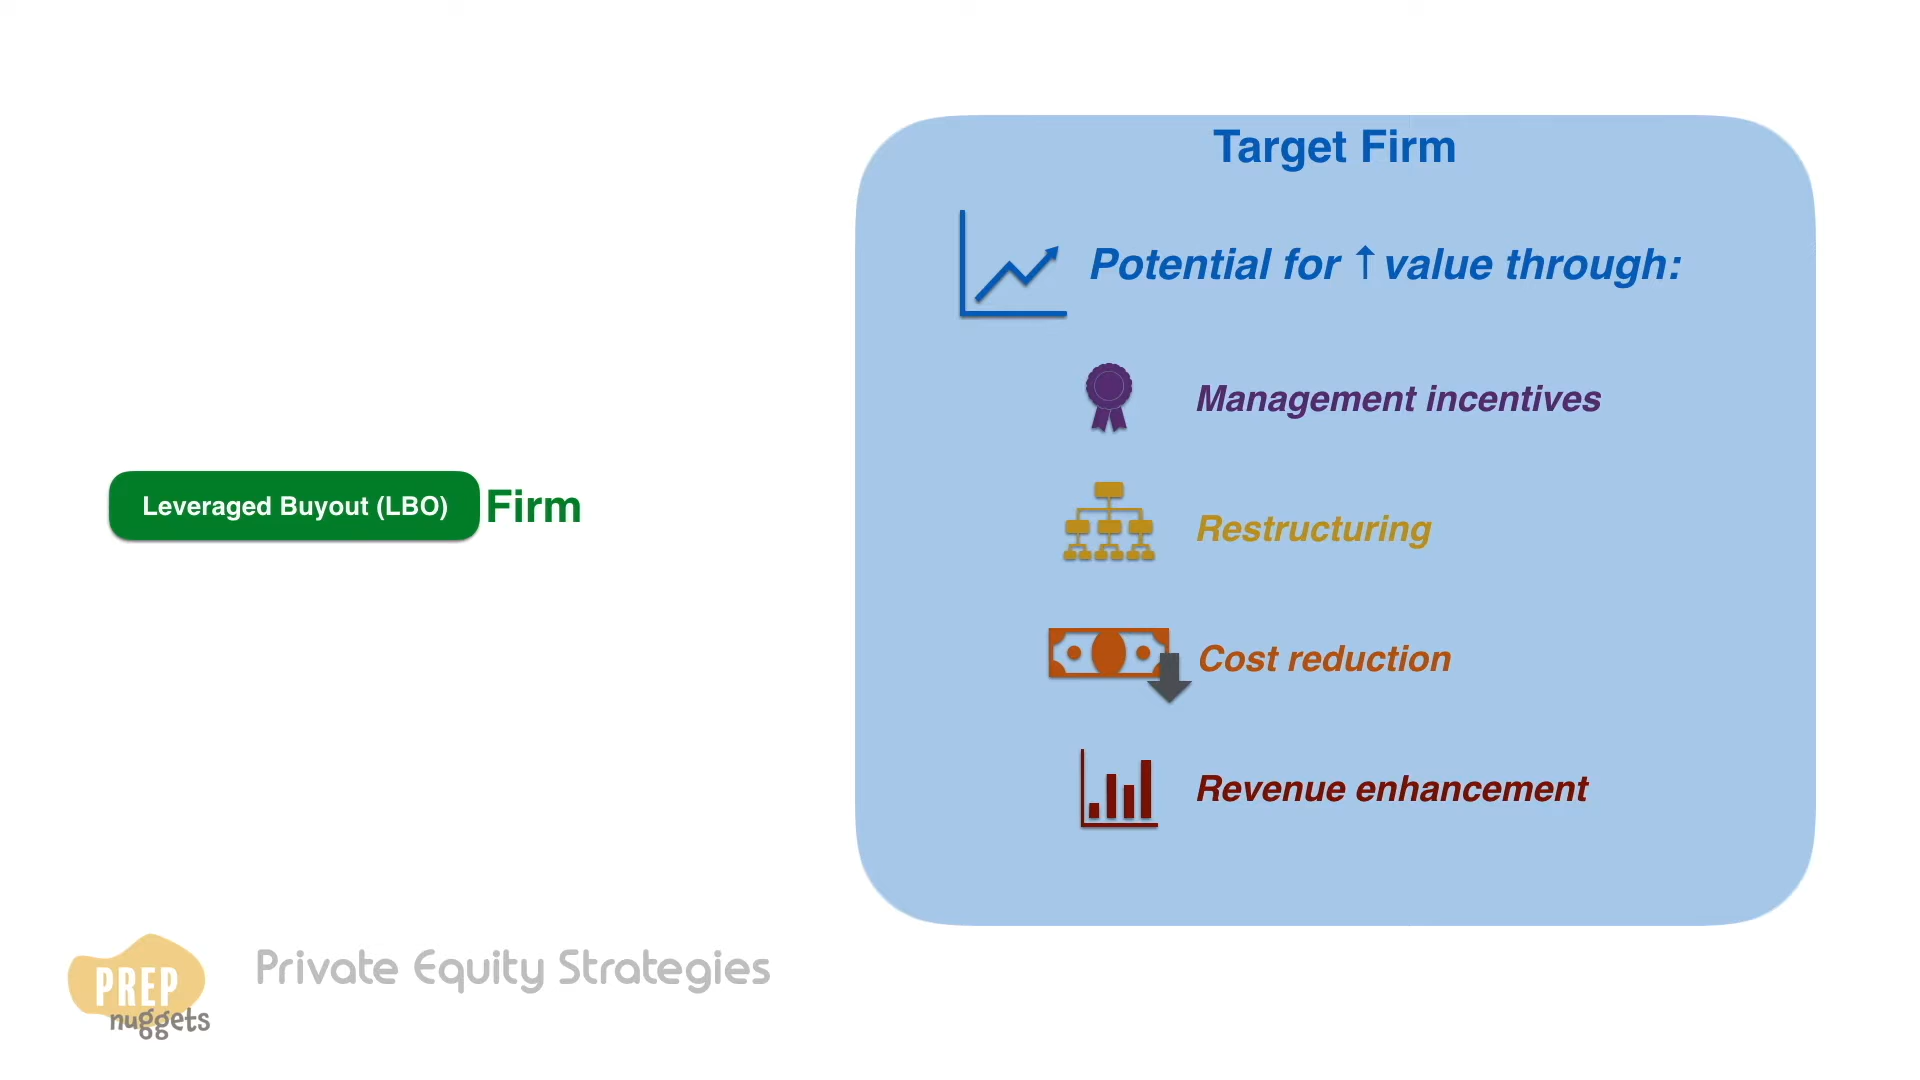 Target Firm
Potential for ↑ value through:
Management incentives
Leveraged Buyout (LBO) Firm
Restructuring
Cost reduction
Revenue enhancement
PREP
nuggets
Private Equity Strategies